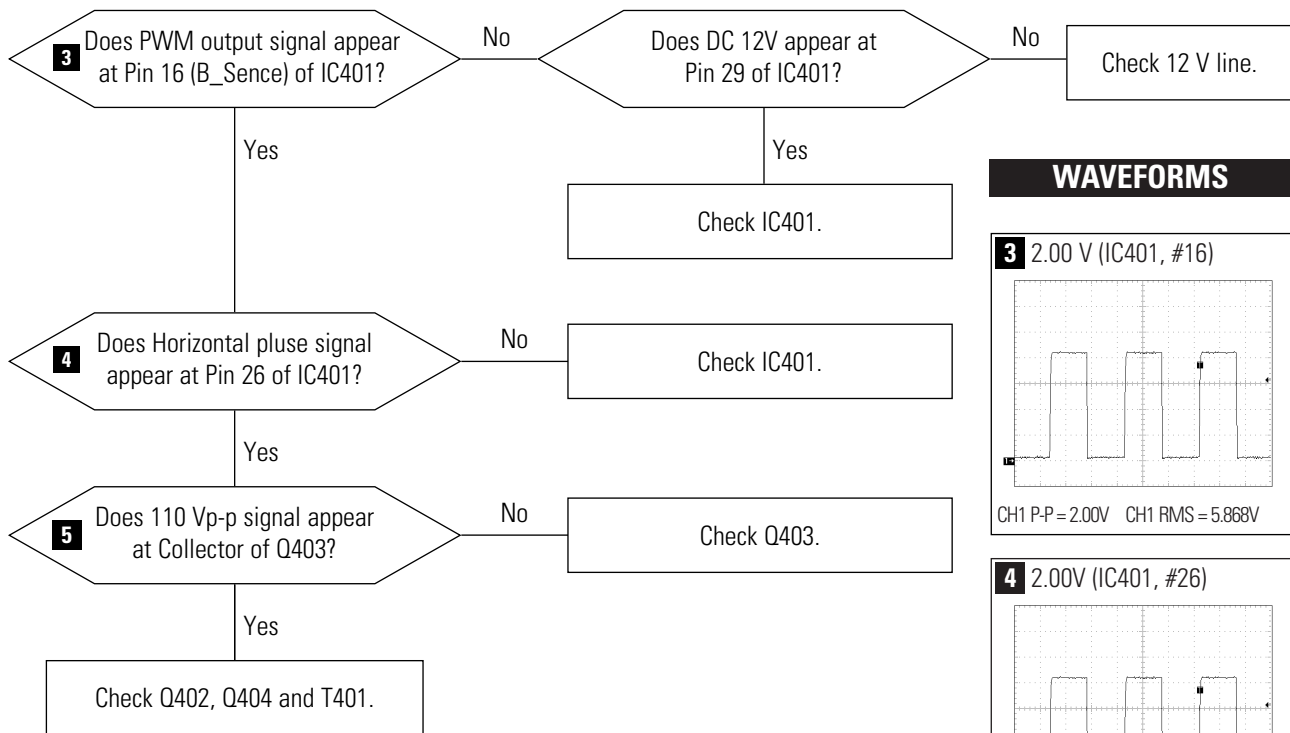 3 Does PWM output signal appear
at Pin 16 (B_Sence) of IC401?
No
Does DC 12V appear at
Pin 29 of IC401?
No
Check 12 V line.
Yes
Yes
Check IC401.
4 Does Horizontal pluse signal
appear at Pin 26 of IC401?
No
Check IC401.
Yes
5 Does 110 Vp-p signal appear
at Collector of Q403?
No
Check Q403.
Yes
Check Q402, Q404 and T401.
WAVEFORMS
3 2.00 V (IC401, #16)
CH1 P-P = 2.00V CH1 RMS = 5.868V
4 2.00V (IC401, #26)